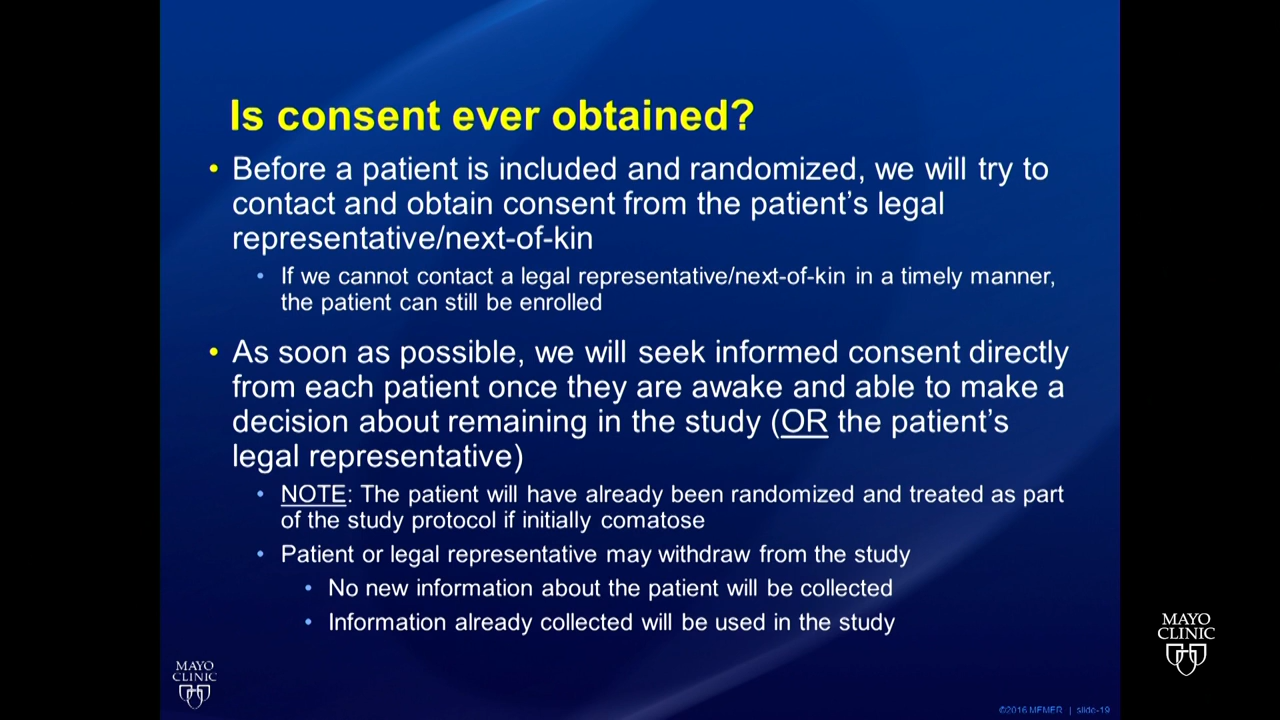 Is consent ever obtained?
• Before a patient is included and randomized, we will try to
contact and obtain consent from the patient’s legal
representative/next-of-kin
• If we cannot contact a legal representative/next-of-kin in a timely manner,
the patient can still be enrolled
• As soon as possible, we will seek informed consent directly
from each patient once they are awake and able to make a
decision about remaining in the study (OR the patient’s
legal representative)
• NOTE: The patient will have already been randomized and treated as part
of the study protocol if initially comatose
• Patient or legal representative may withdraw from the study
• No new information about the patient will be collected
• Information already collected will be used in the study
MAYO
CLINIC
MAYO
CLINIC
©2016 MFMER | slide-19